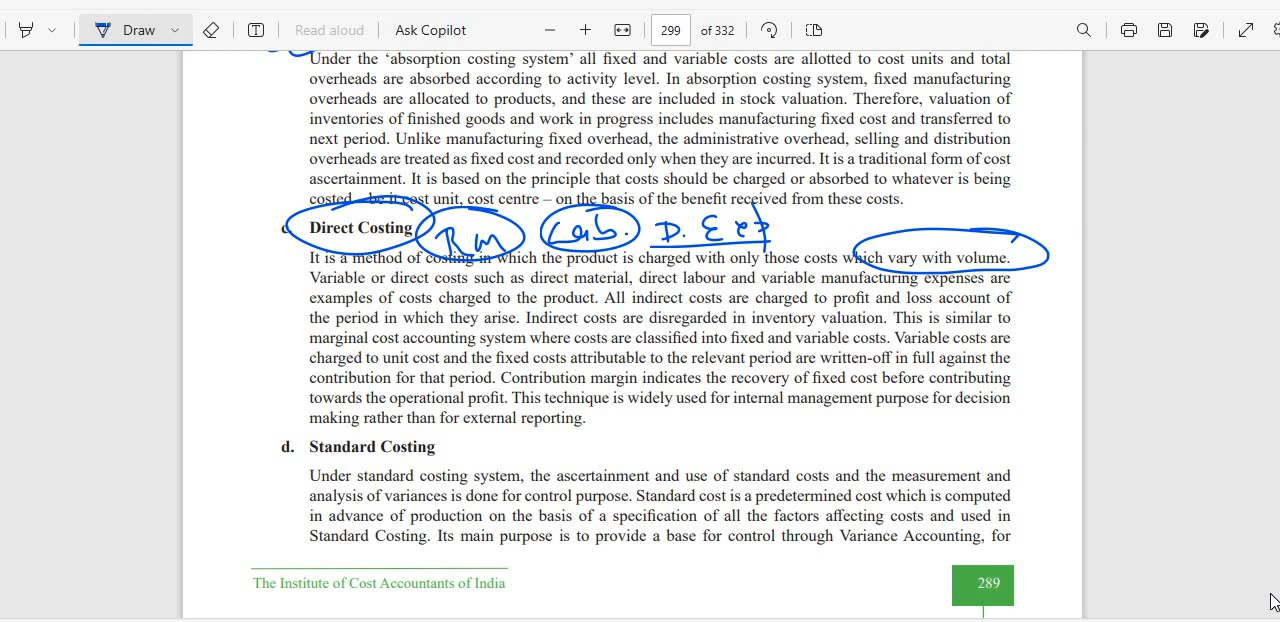 Draw
Read aloud
Ask Copilot
299
of 332
Under the ‘absorption costing system’ all fixed and variable costs are allotted to cost units and total
overheads are absorbed according to activity level. In absorption costing system, fixed manufacturing
overheads are allocated to products, and these are included in stock valuation. Therefore, valuation of
inventories of finished goods and work in progress includes manufacturing fixed cost and transferred to
next period. Unlike manufacturing fixed overhead, the administrative overhead, selling and distribution
overheads are treated as fixed cost and recorded only when they are incurred. It is a traditional form of cost
ascertainment. It is based on the principle that costs should be charged or absorbed to whatever is being
costed – be it cost unit, cost centre – on the basis of the benefit received from these costs.
Direct Costing RM Lab. D. Exp
It is a method of costing in which the product is charged with only those costs which vary with volume.
Variable or direct costs such as direct material, direct labour and variable manufacturing expenses are
examples of costs charged to the product. All indirect costs are charged to profit and loss account of
the period in which they arise. Indirect costs are disregarded in inventory valuation. This is similar to
marginal cost accounting system where costs are classified into fixed and variable costs. Variable costs are
charged to unit cost and the fixed costs attributable to the relevant period are written-off in full against the
contribution for that period. Contribution margin indicates the recovery of fixed cost before contributing
towards the operational profit. This technique is widely used for internal management purpose for decision
making rather than for external reporting.
d. Standard Costing
Under standard costing system, the ascertainment and use of standard costs and the measurement and
analysis of variances is done for control purpose. Standard cost is a predetermined cost which is computed
in advance of production on the basis of a specification of all the factors affecting costs and used in
Standard Costing. Its main purpose is to provide a base for control through Variance Accounting, for
The Institute of Cost Accountants of India
289